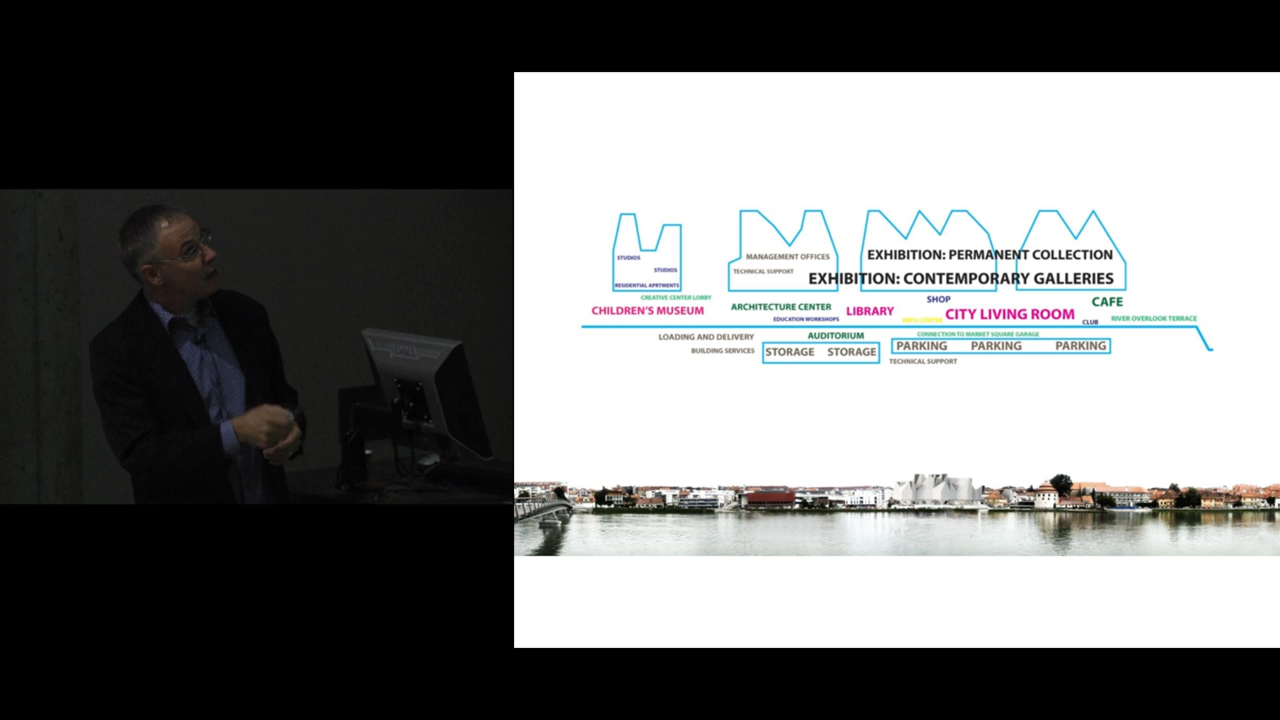 STUDIOS
STUDIOS
RESIDENTIAL APRTMENTS
MANAGEMENT OFFICES
TECHNICAL SUPPORT
EXHIBITION: PERMANENT COLLECTION
EXHIBITION: CONTEMPORARY GALLERIES
CREATIVE CENTER LOBBY
CHILDREN'S MUSEUM
ARCHITECTURE CENTER
EDUCATION WORKSHOPS
LIBRARY
SHOP
INFO CENTER
CITY LIVING ROOM
CAFE
CLUB
RIVER OVERLOOK TERRACE
LOADING AND DELIVERY
BUILDING SERVICES
AUDITORIUM
STORAGE STORAGE
CONNECTION TO MARKET SQUARE GARAGE
PARKING PARKING PARKING
TECHNICAL SUPPORT